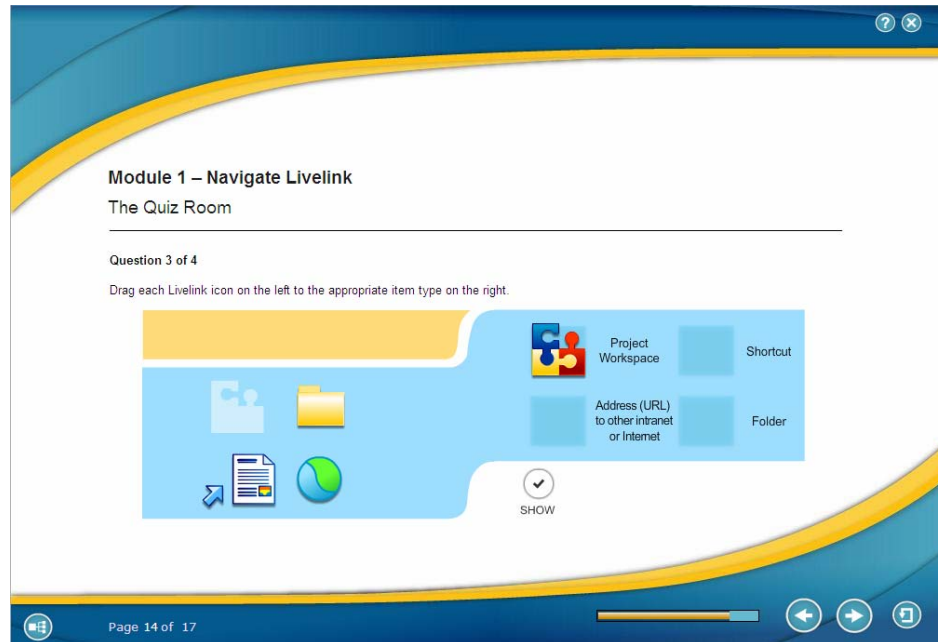 ?
Module 1 – Navigate Livelink
The Quiz Room
Question 3 of 4
Drag each Livelink icon on the left to the appropriate item type on the right.
Project
Workspace
Shortcut
Address (URL)
to other intranet
or Internet
Folder
SHOW
Page 14 of 17